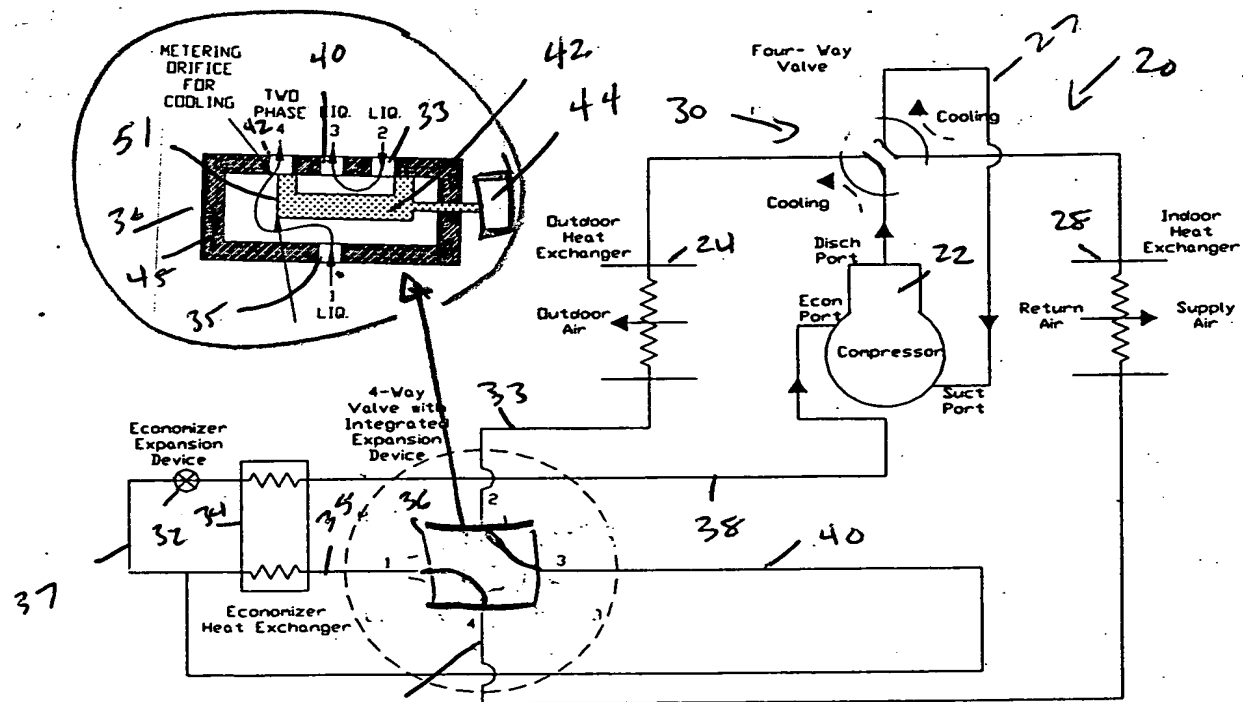 METERING
ORIFICE
FOR
COOLING
TWO
PHASE
4
LIQ.
3
LIQ.
2
40
33
42
44
42
51
36
45
35
1
LIQ.
Four- Way
Valve
27
20
30
Cooling
Cooling
Outdoor
Heat
Exchanger
24
Outdoor
Air
Disch
Port
22
Econ
Port
Compressor
Suct
Port
28
Indoor
Heat
Exchanger
Return
Air
Supply
Air
33
4-Way
Valve with
Integrated
Expansion
Device
Economizer
Expansion
Device
32
34
35
36
2
1
3
4
38
40
37
Economizer
Heat Exchanger